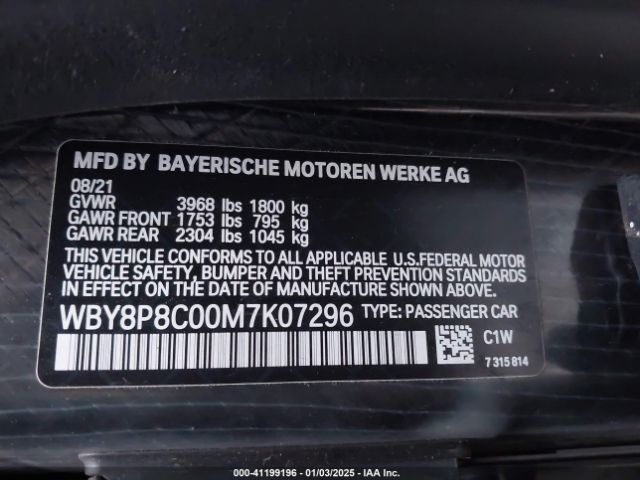 MFD BY BAYERISCHE MOTOREN WERKE AG
08/21
GVWR 3968 lbs 1800 kg
GAWR FRONT 1753 lbs 795 kg
GAWR REAR 2304 lbs 1045 kg
THIS VEHICLE CONFORMS TO ALL APPLICABLE U.S.FEDERAL MOTOR
VEHICLE SAFETY, BUMPER AND THEFT PREVENTION STANDARDS
IN EFFECT ON THE DATE OF MANUFACTURE SHOWN ABOVE.
WBY8P8C00M7K07296 TYPE: PASSENGER CAR
C1W
7 315 814
000-41199196 - 01/03/2025 - IAA Inc.